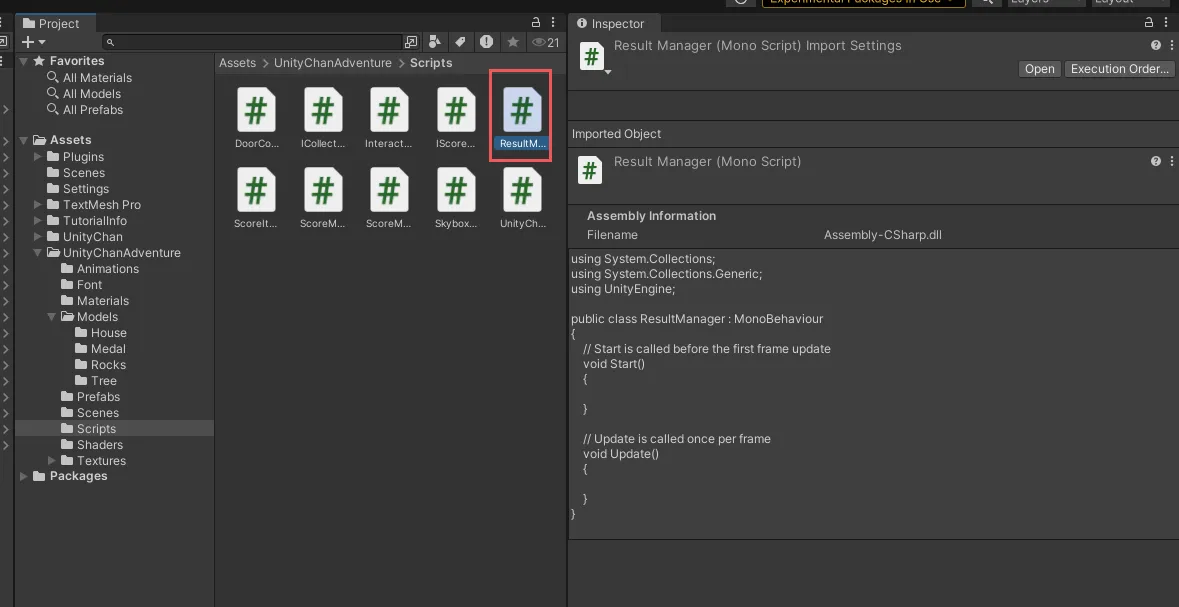 Experimental Packages In Use
Layers
Layout
Project
21
Favorites
All Materials
All Models
All Prefabs
Assets
Plugins
Scenes
Settings
TextMesh Pro
TutorialInfo
UnityChan
UnityChanAdventure
Animations
Font
Materials
Models
House
Medal
Rocks
Tree
Prefabs
Scenes
Scripts
Shaders
Textures
Packages
Assets > UnityChanAdventure > Scripts
DoorCo... ICollect... Interact... IScore... ResultM...
ScoreIt... ScoreM... ScoreM... Skybox... UnityCh...
Inspector
Result Manager (Mono Script) Import Settings
Open Execution Order...
Imported Object
Result Manager (Mono Script)
Assembly Information
Filename Assembly-CSharp.dll
using System.Collections;
using System.Collections.Generic;
using UnityEngine;
public class ResultManager : MonoBehaviour
{
// Start is called before the first frame update
void Start()
{
}
// Update is called once per frame
void Update()
{
}
}